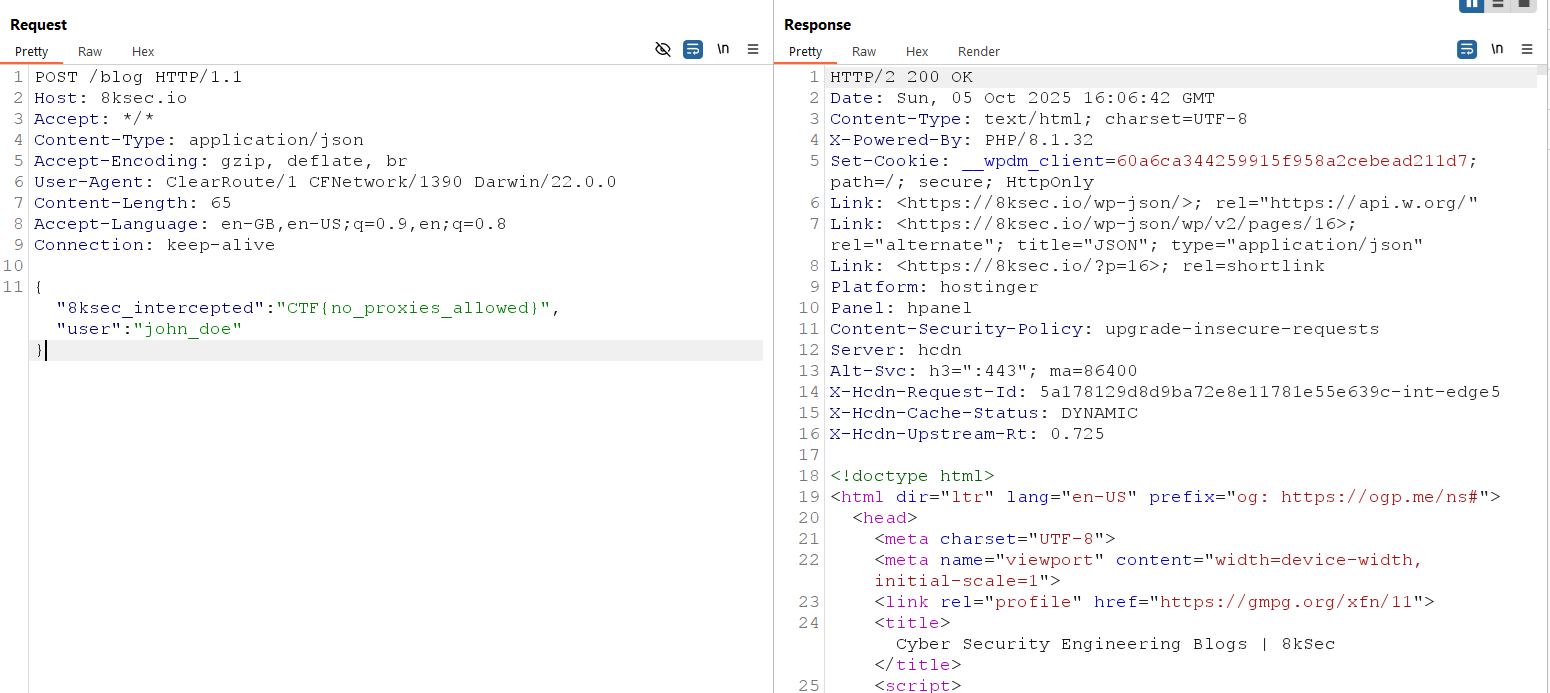 Request
Pretty Raw Hex \n
1 POST /blog HTTP/1.1
2 Host: 8ksec.io
3 Accept: */*
4 Content-Type: application/json
5 Accept-Encoding: gzip, deflate, br
6 User-Agent: ClearRoute/1 CFNetwork/1390 Darwin/22.0.0
7 Content-Length: 65
8 Accept-Language: en-GB,en-US;q=0.9,en;q=0.8
9 Connection: keep-alive
10
11 {
"8ksec_intercepted":"CTF{no_proxies_allowed}",
"user":"john_doe"
}
Response
Pretty Raw Hex Render \n
1 HTTP/2 200 OK
2 Date: Sun, 05 Oct 2025 16:06:42 GMT
3 Content-Type: text/html; charset=UTF-8
4 X-Powered-By: PHP/8.1.32
5 Set-Cookie: __wpdm_client=60a6ca344259915f958a2cebead211d7;
path=/; secure; HttpOnly
6 Link: <https://8ksec.io/wp-json/>; rel="https://api.w.org/"
7 Link: <https://8ksec.io/wp-json/wp/v2/pages/16>;
rel="alternate"; title="JSON"; type="application/json"
8 Link: <https://8ksec.io/?p=16>; rel=shortlink
9 Platform: hostinger
10 Panel: hpanel
11 Content-Security-Policy: upgrade-insecure-requests
12 Server: hcdn
13 Alt-Svc: h3=":443"; ma=86400
14 X-Hcdn-Request-Id: 5a178129d8d9ba72e8e11781e55e639c-int-edge5
15 X-Hcdn-Cache-Status: DYNAMIC
16 X-Hcdn-Upstream-Rt: 0.725
17
18 <!doctype html>
19 <html dir="ltr" lang="en-US" prefix="og: https://ogp.me/ns#">
20 <head>
21 <meta charset="UTF-8">
22 <meta name="viewport" content="width=device-width,
initial-scale=1">
23 <link rel="profile" href="https://gmpg.org/xfn/11">
24 <title>
Cyber Security Engineering Blogs | 8kSec
</title>
25 <script>